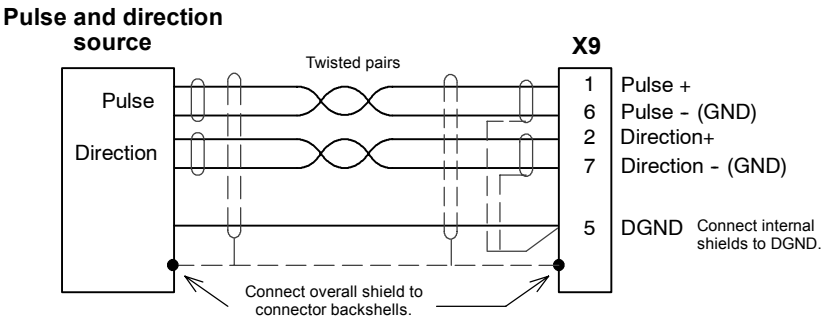 Pulse and direction
source
X9
Twisted pairs
Pulse
1 Pulse +
6 Pulse - (GND)
Direction
2 Direction+
7 Direction - (GND)
5 DGND Connect internal
shields to DGND.
Connect overall shield to
connector backshells.